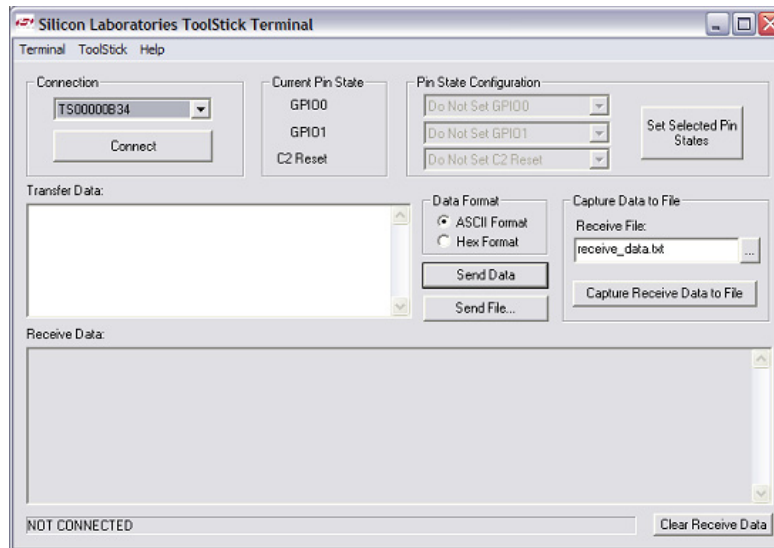 Silicon Laboratories ToolStick Terminal
Terminal ToolStick Help
Connection
TS00000B34
Connect
Current Pin State
GPIO0
GPIO1
C2 Reset
Pin State Configuration
Do Not Set GPIO0
Do Not Set GPIO1
Do Not Set C2 Reset
Set Selected Pin
States
Transfer Data:
Data Format
ASCII Format
Hex Format
Send Data
Send File...
Capture Data to File
Receive File:
receive_data.txt
...
Capture Receive Data to File
Receive Data:
NOT CONNECTED
Clear Receive Data